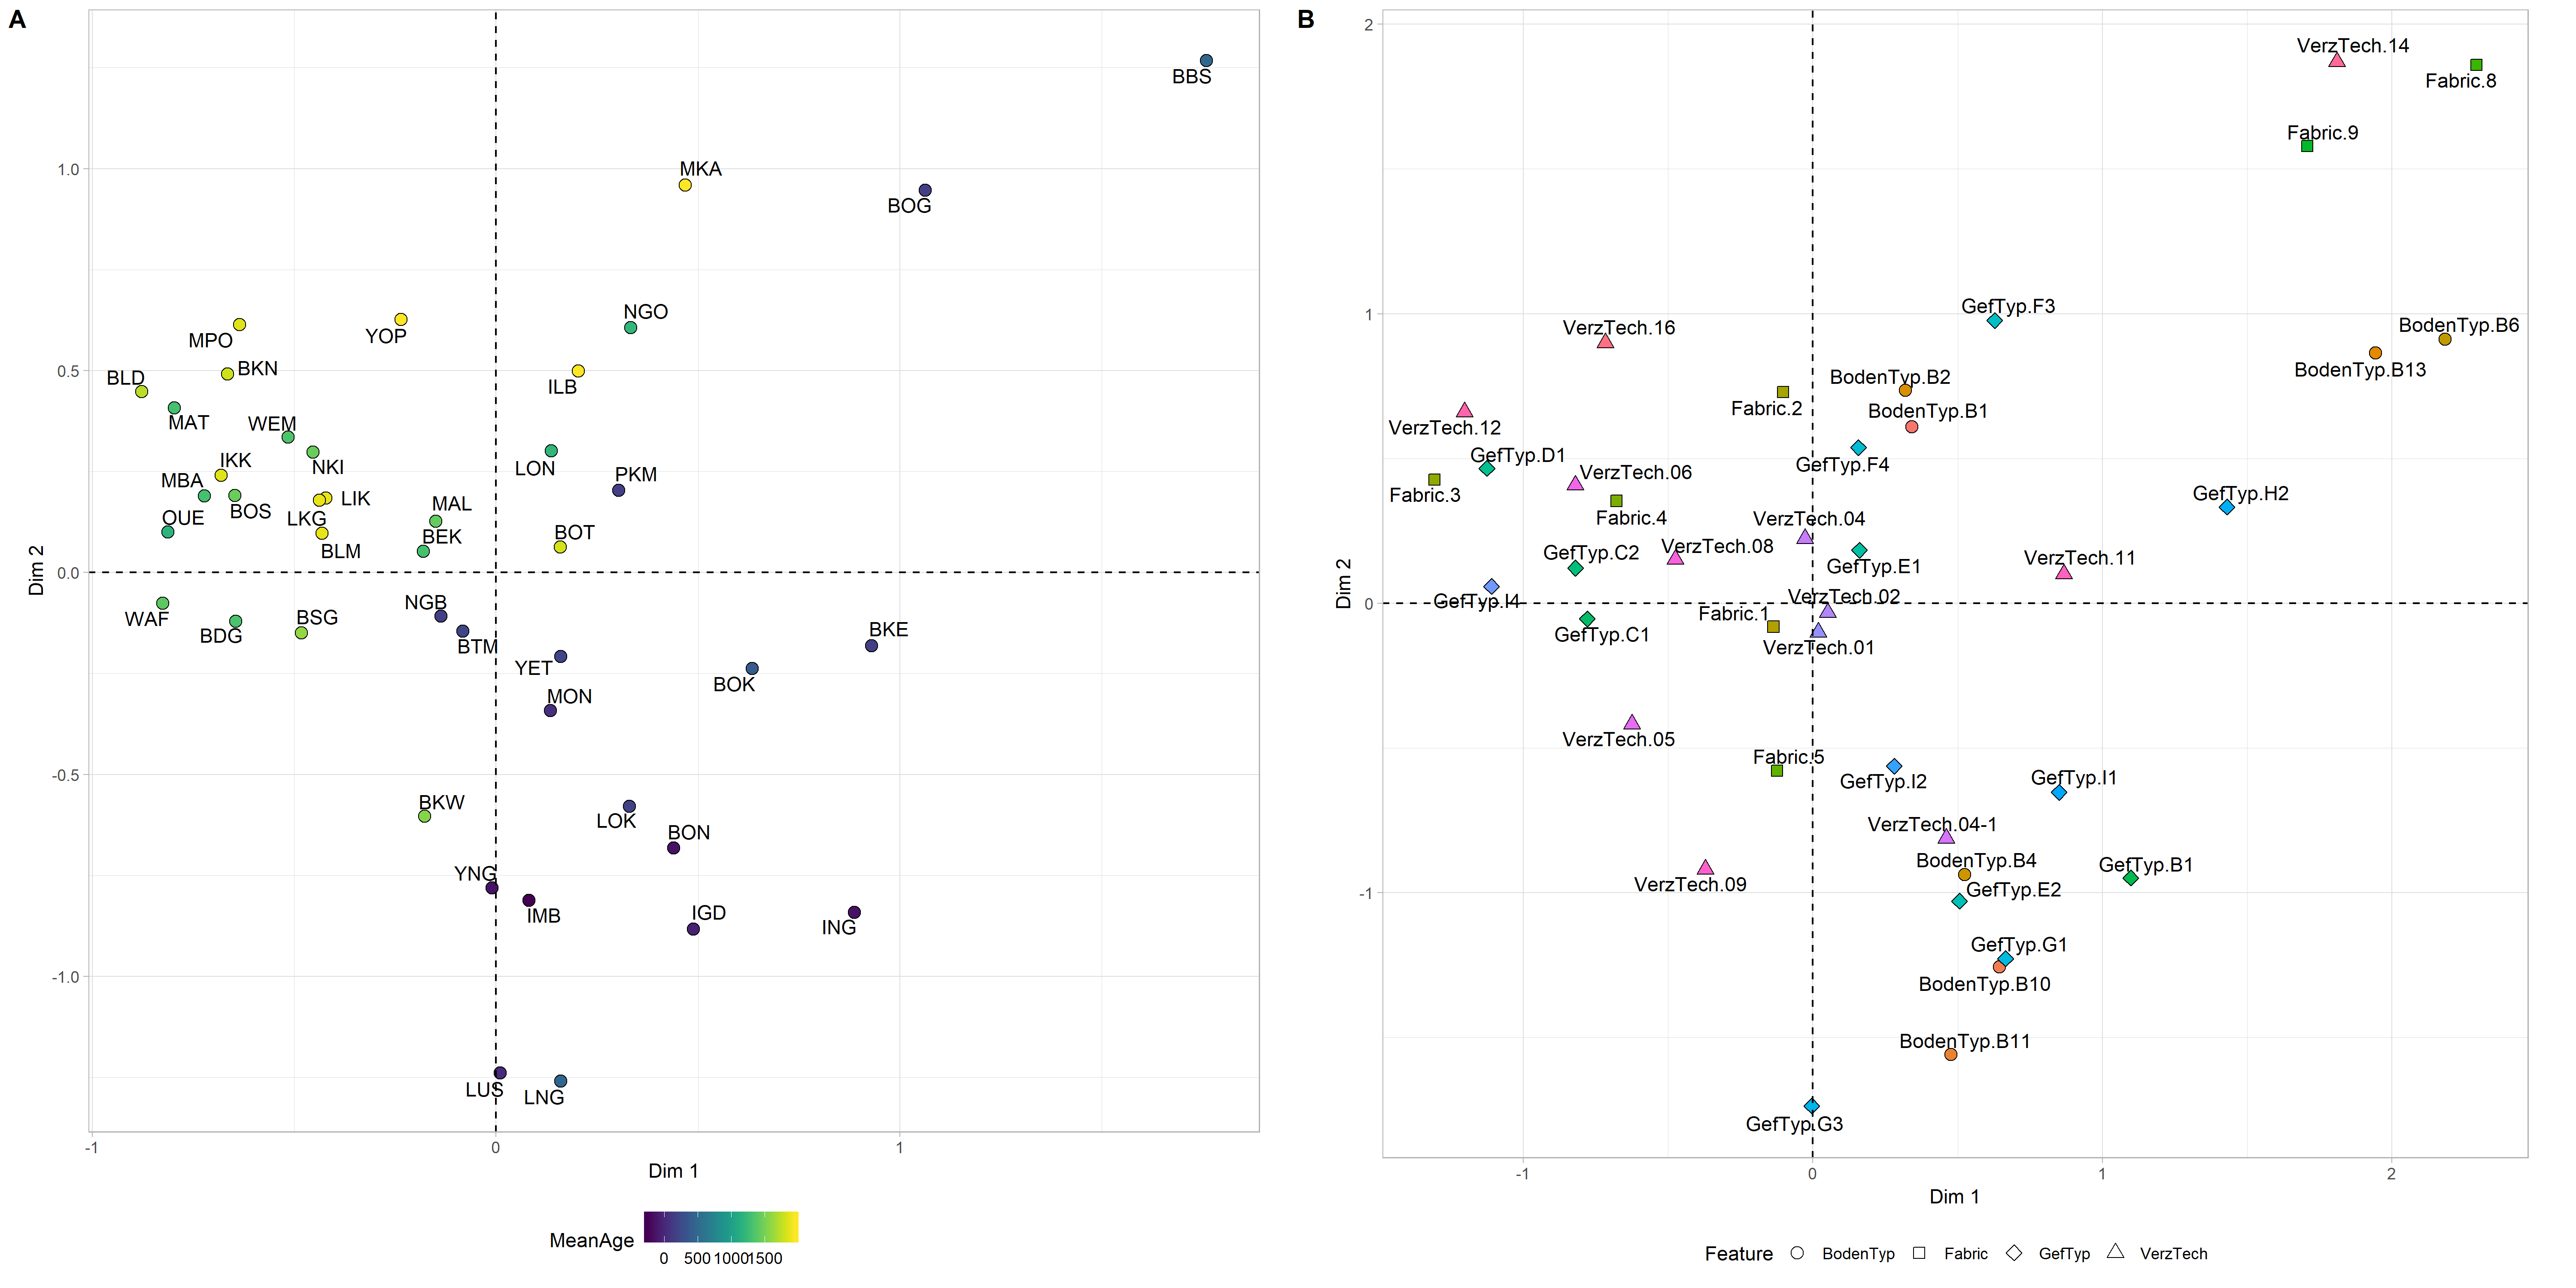 A
BBS
MKA
1.0
BOG
NGO
MPO
YOP
BKN
BLD
0.5
ILB
MAT
WEM
IKK
NKI
LON
PKM
MBA
LIK
BOS
MAL
OUE
LKG
BOT
BEK
BLM
0.0
Dim 2
NGB
WAF
BSG
BDG
BKE
BTM
YET
BOK
MON
-0.5
BKW
LOK
BON
YNG
IGD
IMB
ING
-1.0
LUS
LNG
-1 0 1
Dim 1
MeanAge
0 500 1000 1500
B
2
VerzTech.14
Fabric.8
Fabric.9
1
GefTyp.F3
VerzTech.16
BodenTyp.B6
BodenTyp.B13
BodenTyp.B2
Fabric.2
BodenTyp.B1
VerzTech.12
GefTyp.D1
GefTyp.F4
VerzTech.06
Fabric.3
GefTyp.H2
Fabric.4
VerzTech.04
GefTyp.C2
VerzTech.08
VerzTech.11
GefTyp.E1
GefTyp.I4
VerzTech.02
0
Dim 2
Fabric.1
GefTyp.C1
VerzTech.01
VerzTech.05
Fabric.5
GefTyp.I2
GefTyp.I1
VerzTech.04-1
BodenTyp.B4
GefTyp.B1
VerzTech.09
GefTyp.E2
-1
GefTyp.G1
BodenTyp.B10
BodenTyp.B11
GefTyp.G3
-1 0 1 2
Dim 1
Feature BodenTyp Fabric GefTyp VerzTech